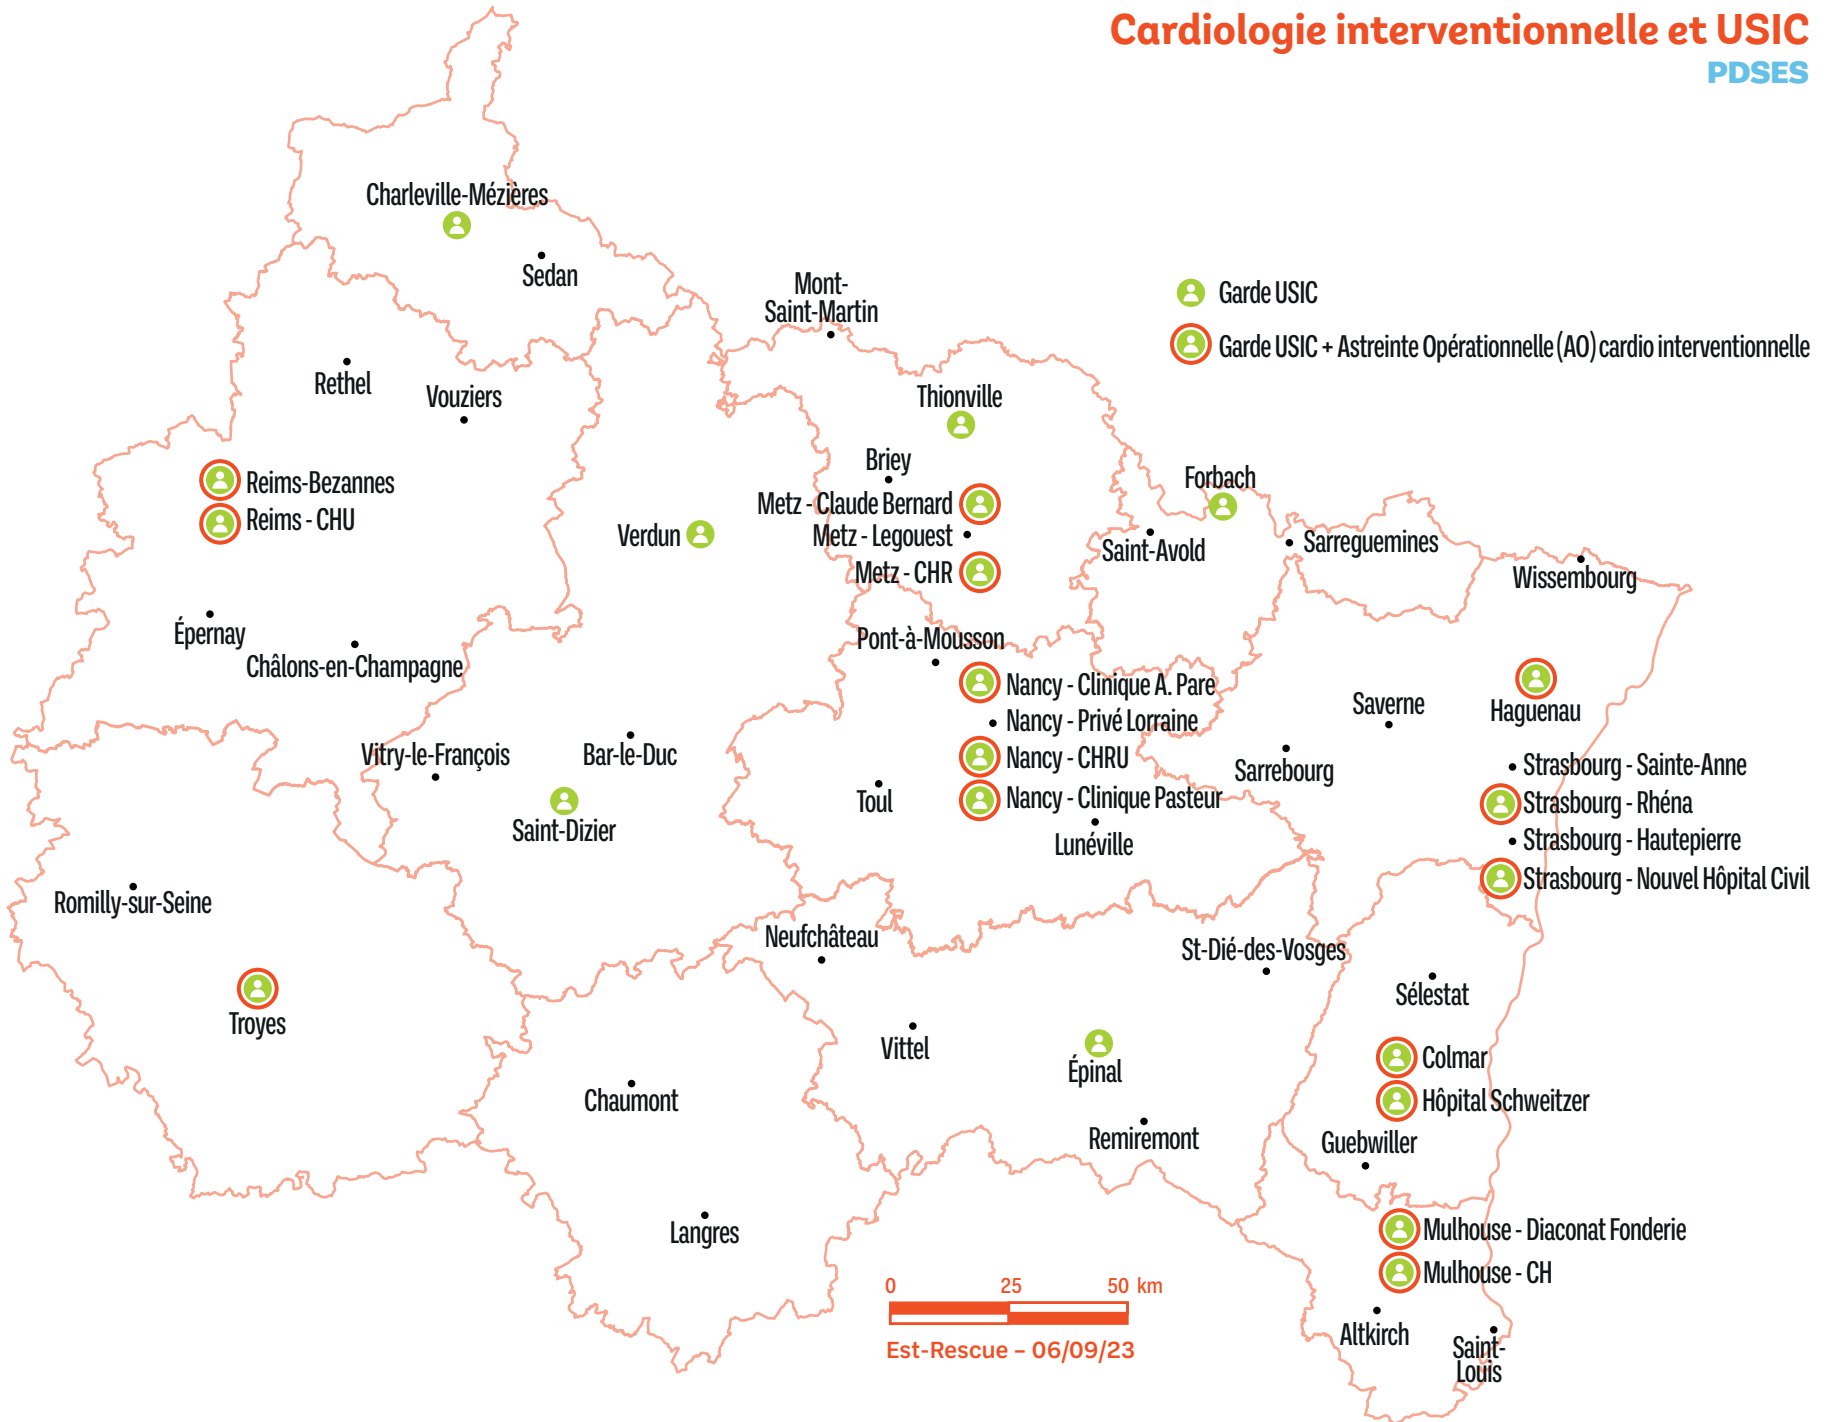 Cardiologie interventionnelle et USIC
PDSES
Charleville-Mézières
Sedan
Mont-
Saint-Martin
Garde USIC
Garde USIC + Astreinte Opérationnelle (AO) cardio interventionnelle
Rethel
Vouziers
Thionville
Briey
Forbach
Reims-Bezannes
Reims - CHU
Metz - Claude Bernard
Verdun
Metz - Legouest
Metz - CHR
Saint-Avold
Sarreguemines
Wissembourg
Épernay
Châlons-en-Champagne
Pont-à-Mousson
Nancy - Clinique A. Pare
Nancy - Privé Lorraine
Nancy - CHRU
Nancy - Clinique Pasteur
Saverne
Haguenau
Vitry-le-François
Bar-le-Duc
Sarrebourg
Strasbourg - Sainte-Anne
Strasbourg - Rhéna
Strasbourg - Hautepierre
Strasbourg - Nouvel Hôpital Civil
Toul
Saint-Dizier
Lunéville
Romilly-sur-Seine
Neufchâteau
St-Dié-des-Vosges
Sélestat
Troyes
Vittel
Épinal
Colmar
Hôpital Schweitzer
Chaumont
Remiremont
Guebwiller
Langres
Mulhouse - Diaconat Fonderie
Mulhouse - CH
0 25 50 km
Est-Rescue – 06/09/23
Altkirch
Saint-
Louis